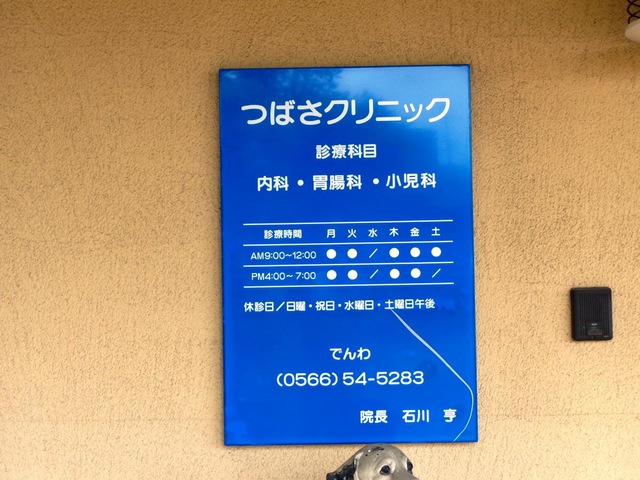 つばさクリニック
診療科目
内科・胃腸科・小児科
診療時間 月 火 水 木 金 土
AM9:00~12:00 ● ● / ● ● ●
PM4:00~7:00 ● ● / ● ● /
休診日/日曜・祝日・水曜日・土曜日午後
でんわ
(0566)54-5283
院長 石川 亨